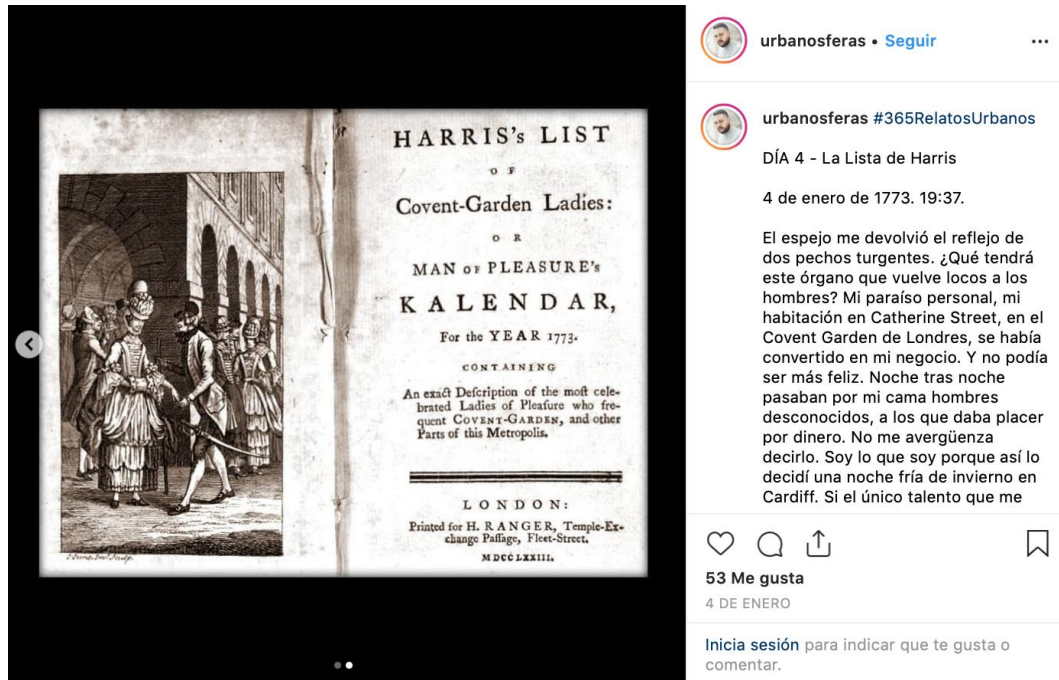 HARRIS's LIST
OF
Covent-Garden Ladies:
OR
MAN OF PLEASURE's
KALENDAR,
For the YEAR 1773.
CONTAINING
An exact Deſcription of the moſt cele-
brated Ladies of Pleaſure who fre-
quent COVENT-GARDEN, and other
Parts of this Metropolis.
LONDON:
Printed for H. RANGER, Temple-Ex-
change Paſſage, Fleet-Street.
MDCCLXXIII.
urbanosferas • Seguir
urbanosferas #365RelatosUrbanos
DÍA 4 - La Lista de Harris
4 de enero de 1773. 19:37.
El espejo me devolvió el reflejo de
dos pechos turgentes. ¿Qué tendrá
este órgano que vuelve locos a los
hombres? Mi paraíso personal, mi
habitación en Catherine Street, en el
Covent Garden de Londres, se había
convertido en mi negocio. Y no podía
ser más feliz. Noche tras noche
pasaban por mi cama hombres
desconocidos, a los que daba placer
por dinero. No me avergüenza
decirlo. Soy lo que soy porque así lo
decidí una noche fría de invierno en
Cardiff. Si el único talento que me
53 Me gusta
4 DE ENERO
Inicia sesión para indicar que te gusta o
comentar.